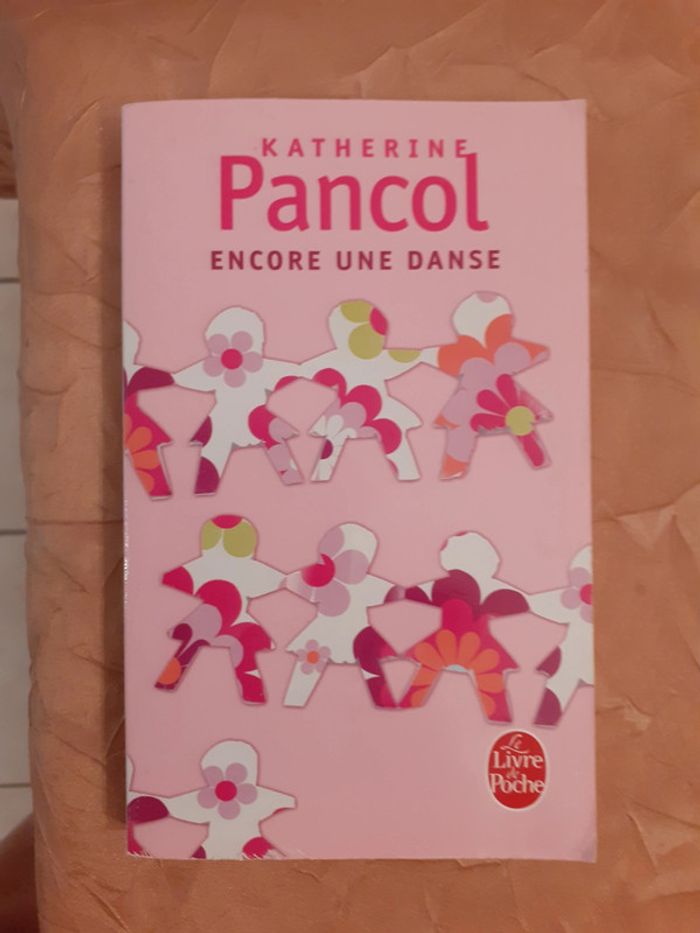 KATHERINE
Pancol
ENCORE UNE DANSE
Le
Livre
de
Poche